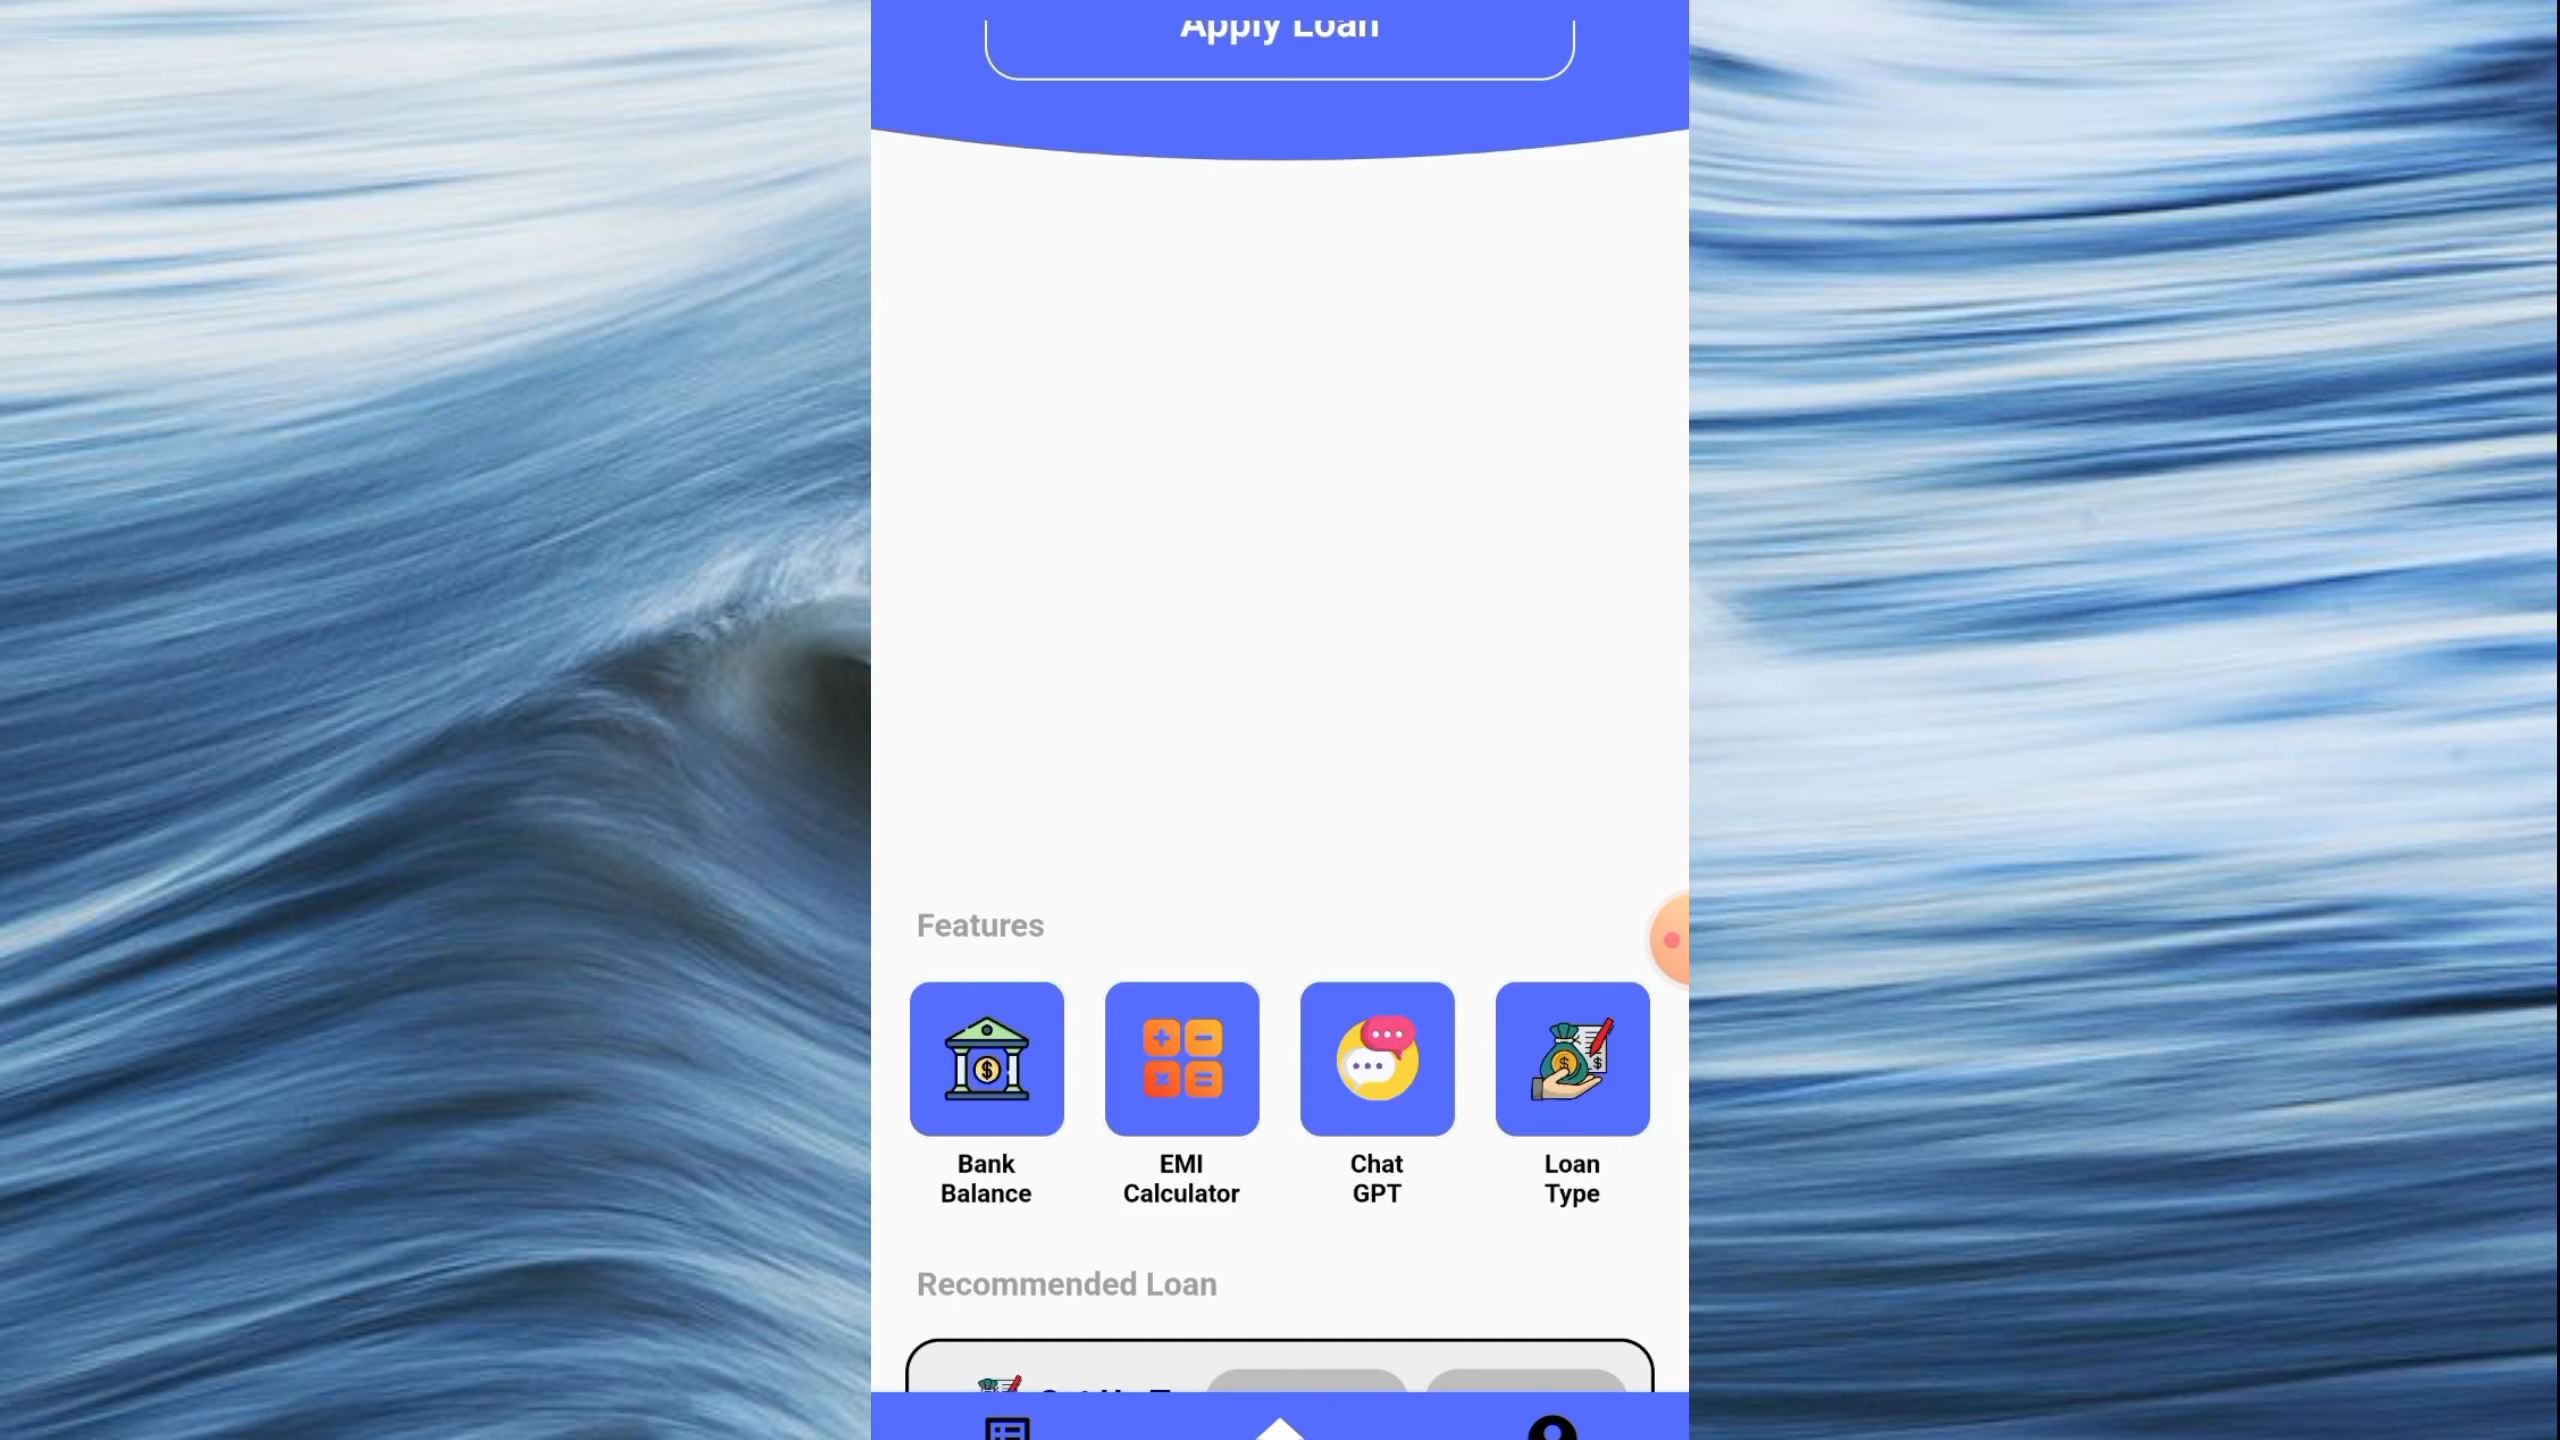 Apply Loan
Features
Bank
Balance
EMI
Calculator
Chat
GPT
Loan
Type
Recommended Loan